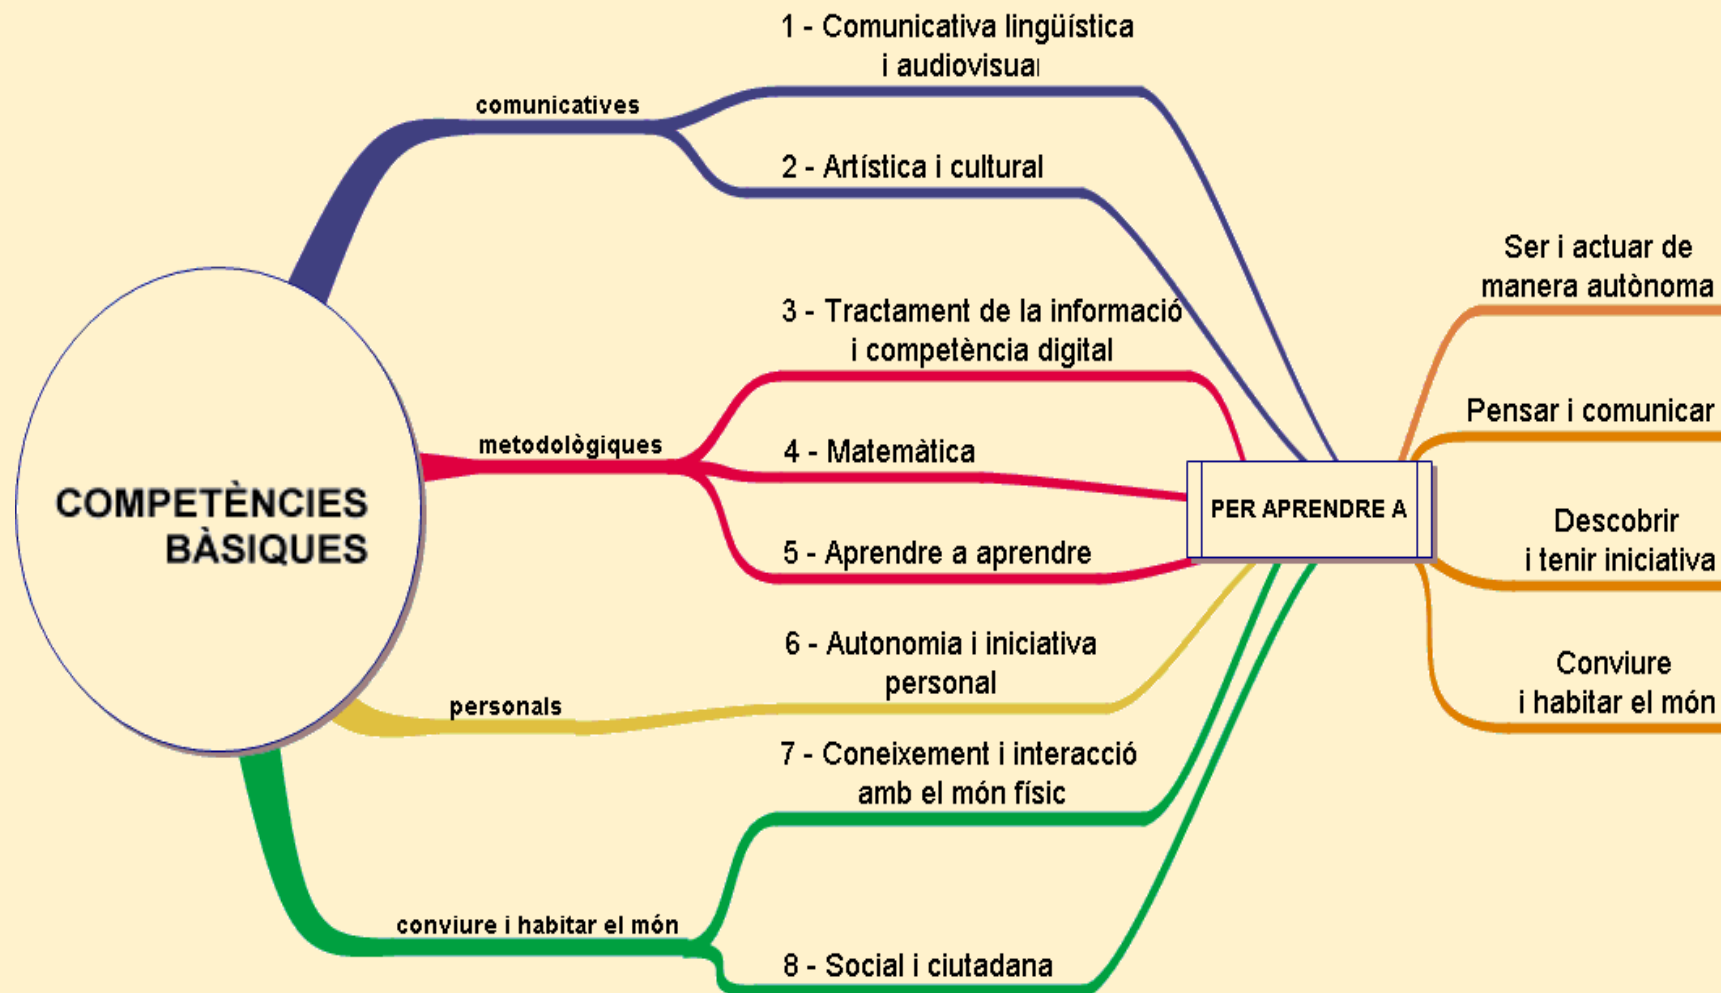 COMPETÈNCIES
BÀSIQUES
comunicatives
1 - Comunicativa lingüística
i audiovisual
2 - Artística i cultural
metodològiques
3 - Tractament de la informació
i competència digital
4 - Matemàtica
5 - Aprendre a aprendre
personals
6 - Autonomia i iniciativa
personal
conviure i habitar el món
7 - Coneixement i interacció
amb el món físic
8 - Social i ciutadana
PER APRENDRE A
Ser i actuar de
manera autònoma
Pensar i comunicar
Descobrir
i tenir iniciativa
Conviure
i habitar el món